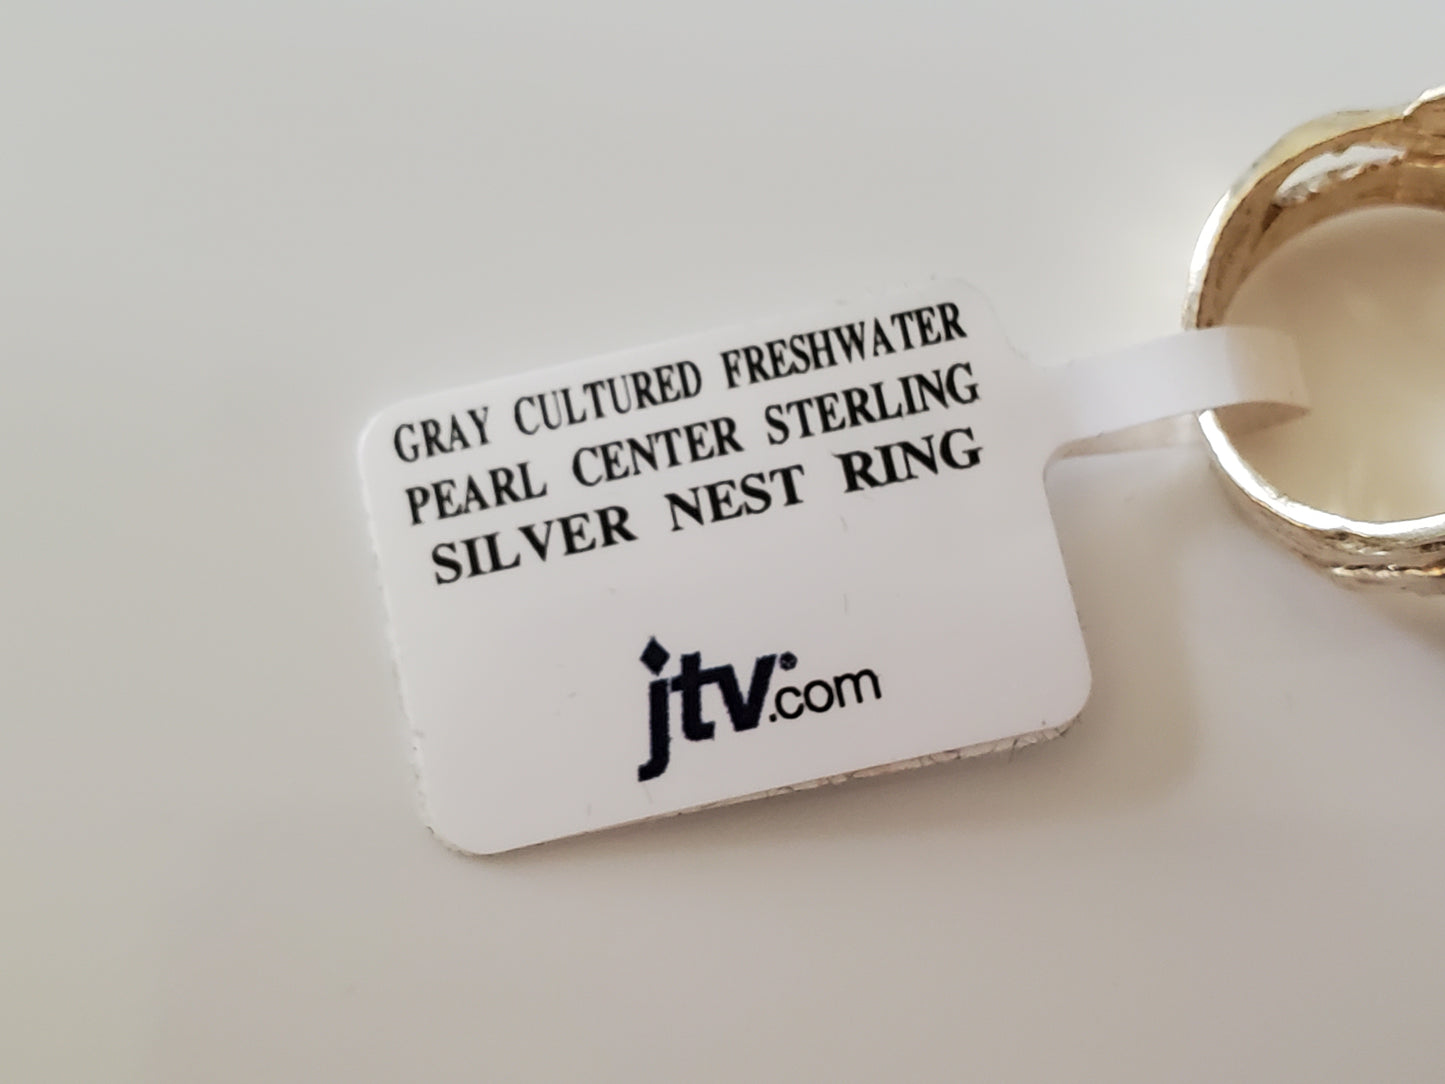 GRAY CULTURED FRESHWATER
PEARL CENTER STERLING
SILVER NEST RING
jtv.com